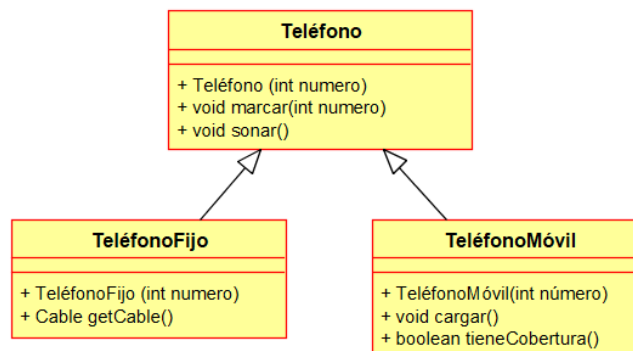 Teléfono
+ Teléfono (int numero)
+ void marcar(int numero)
+ void sonar()
TeléfonoFijo
+ TeléfonoFijo (int numero)
+ Cable getCable()
TeléfonoMóvil
+ TeléfonoMóvil(int número)
+ void cargar()
+ boolean tieneCobertura()